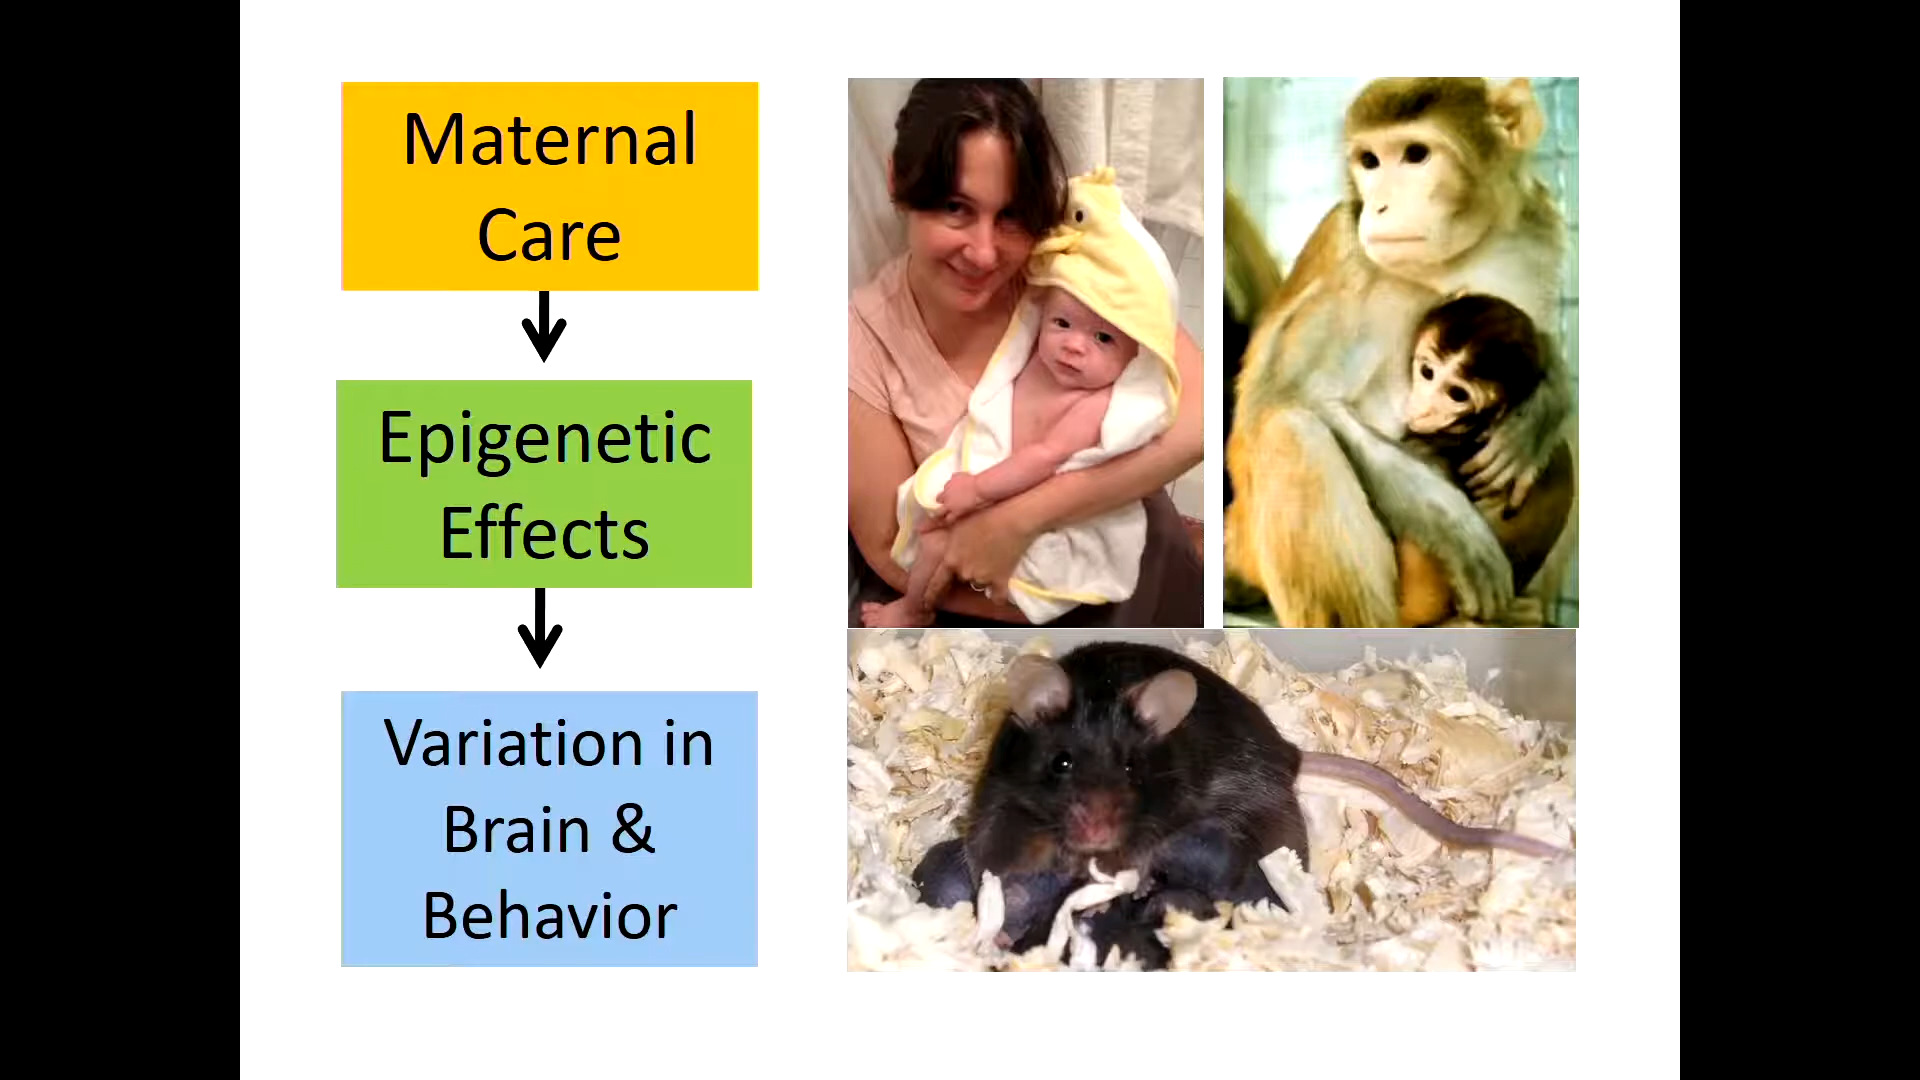 Maternal
Care
Epigenetic
Effects
Variation in
Brain &
Behavior